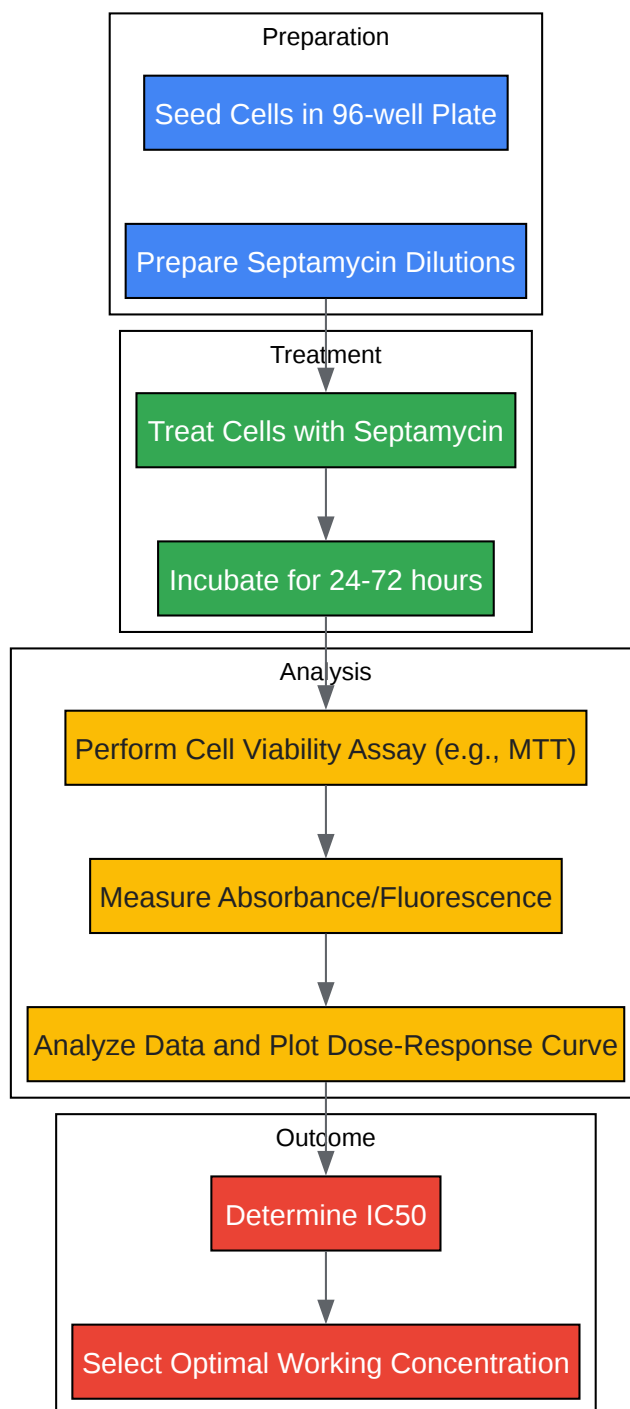 Preparation
Seed Cells in 96-well Plate
Prepare Septamycin Dilutions
Treatment
Treat Cells with Septamycin
Incubate for 24-72 hours
Analysis
Perform Cell Viability Assay (e.g., MTT)
Measure Absorbance/Fluorescence
Analyze Data and Plot Dose-Response Curve
Outcome
Determine IC50
Select Optimal Working Concentration